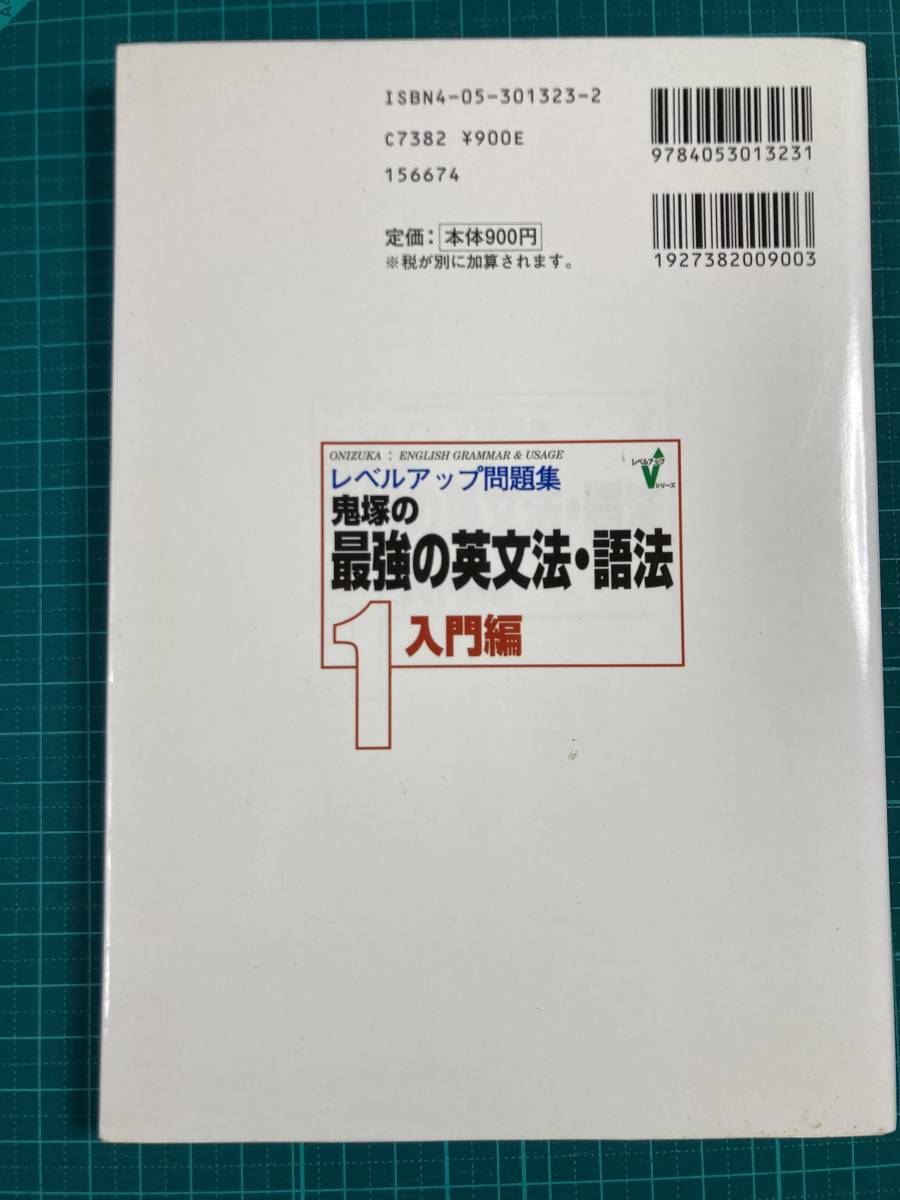 ISBN4-05-301323-2
C7382 ¥900E
156674
定価：本体900円
※税が別に加算されます。
9784053013231
1927382009003
ONIZUKA : ENGLISH GRAMMAR & USAGE
レベルアップ問題集
レベルアップ
シリーズ
鬼塚の
最強の英文法・語法
1 入門編
A4